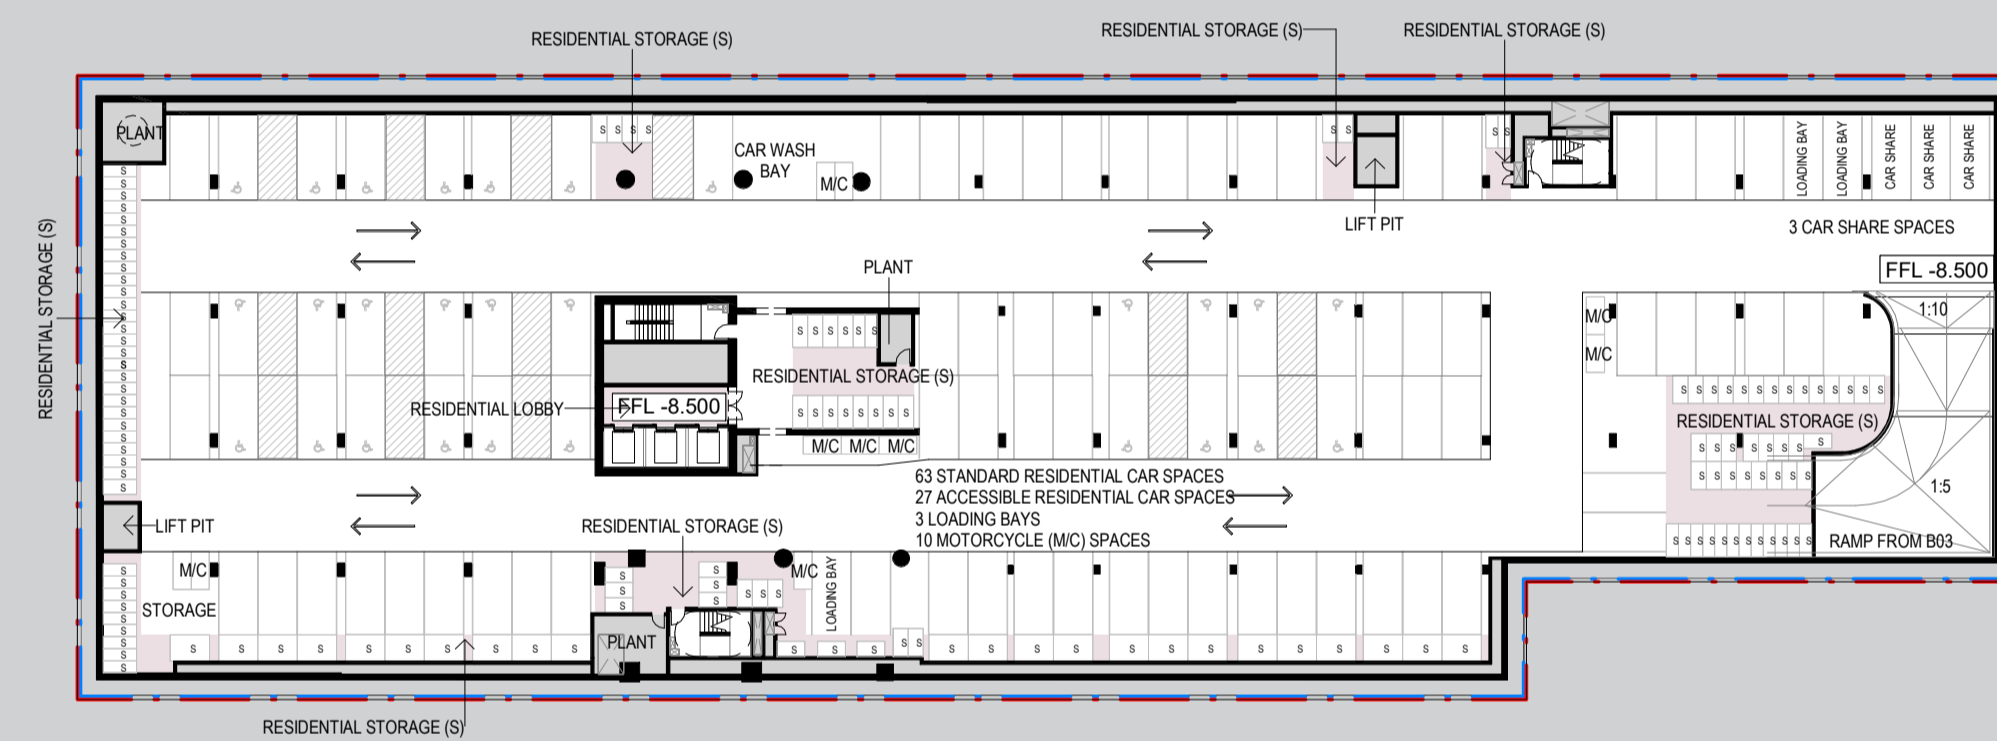 RESIDENTIAL STORAGE (S)
RESIDENTIAL STORAGE (S)
RESIDENTIAL STORAGE (S)
PLANT
S S S S
S S
S S
CAR WASH
BAY
M/C
LOADING BAY
LOADING BAY
CAR SHARE
CAR SHARE
CAR SHARE
RESIDENTIAL STORAGE (S)
LIFT PIT
3 CAR SHARE SPACES
FFL -8.500
PLANT
1:10
M/C
M/C
S S S S S S
RESIDENTIAL STORAGE (S)
S S S S S S S S
RESIDENTIAL LOBBY
FFL -8.500
M/C M/C M/C
S S S S S S S S S S S S S S
RESIDENTIAL STORAGE (S)
1:5
63 STANDARD RESIDENTIAL CAR SPACES
27 ACCESSIBLE RESIDENTIAL CAR SPACES
3 LOADING BAYS
10 MOTORCYCLE (M/C) SPACES
LIFT PIT
RESIDENTIAL STORAGE (S)
RAMP FROM B03
M/C
M/C
LOADING BAY
STORAGE
S S S
PLANT
RESIDENTIAL STORAGE (S)